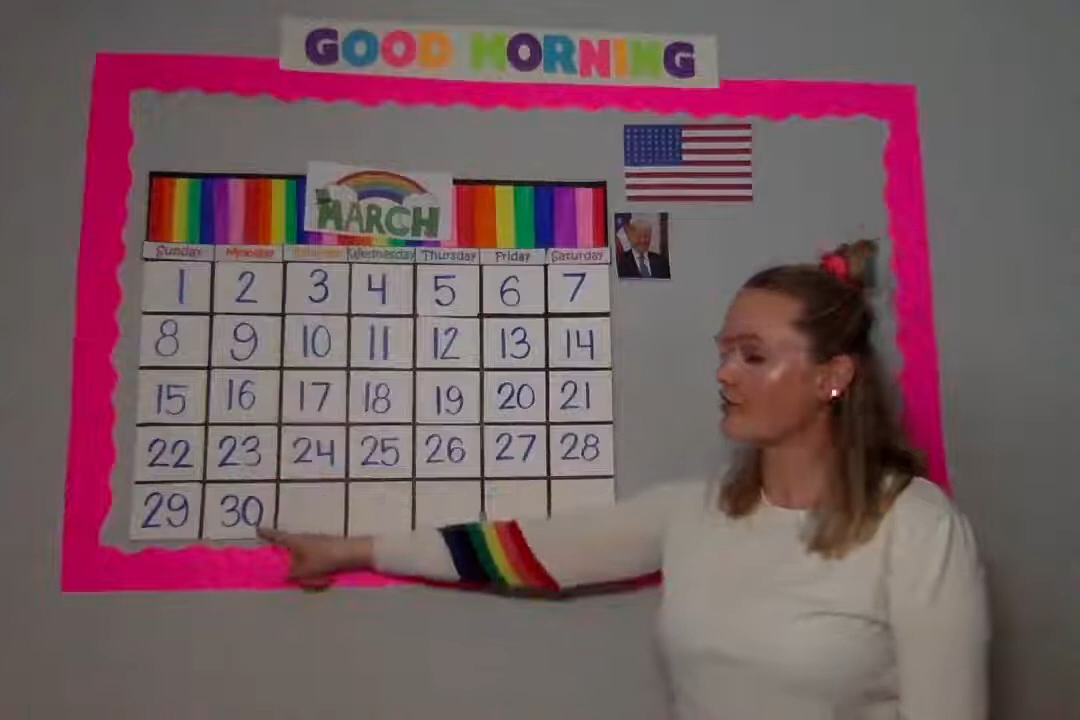 GOOD MORNING
MARCH
Sunday Monday Wednesday Thursday Friday Saturday
1 2 3 4 5 6 7
8 9 10 11 12 13 14
15 16 17 18 19 20 21
22 23 24 25 26 27 28
29 30